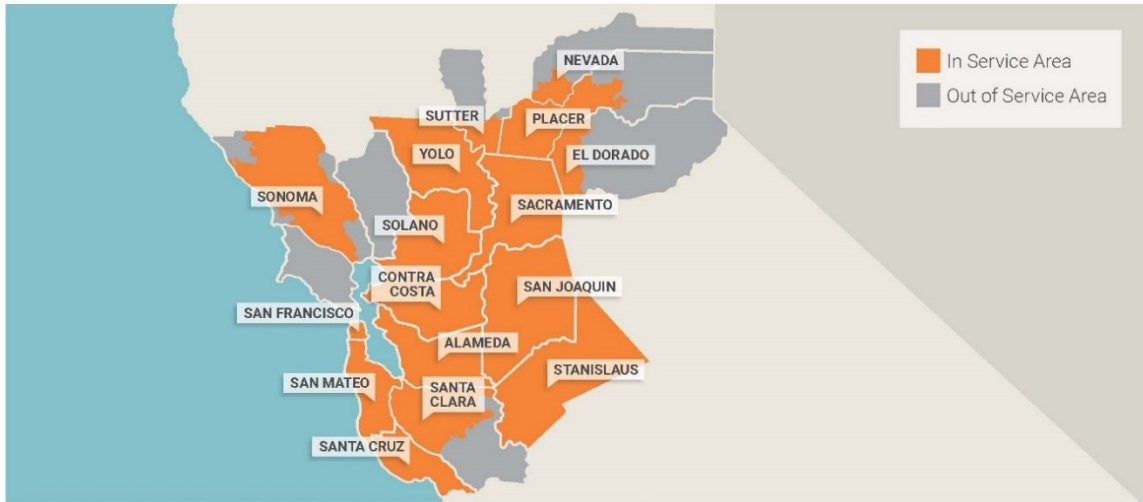 NEVADA
In Service Area
Out of Service Area
SUTTER
PLACER
YOLO
EL DORADO
SONOMA
SACRAMENTO
SOLANO
CONTRA
COSTA
SAN JOAQUIN
SAN FRANCISCO
ALAMEDA
STANISLAUS
SAN MATEO
SANTA
CLARA
SANTA CRUZ